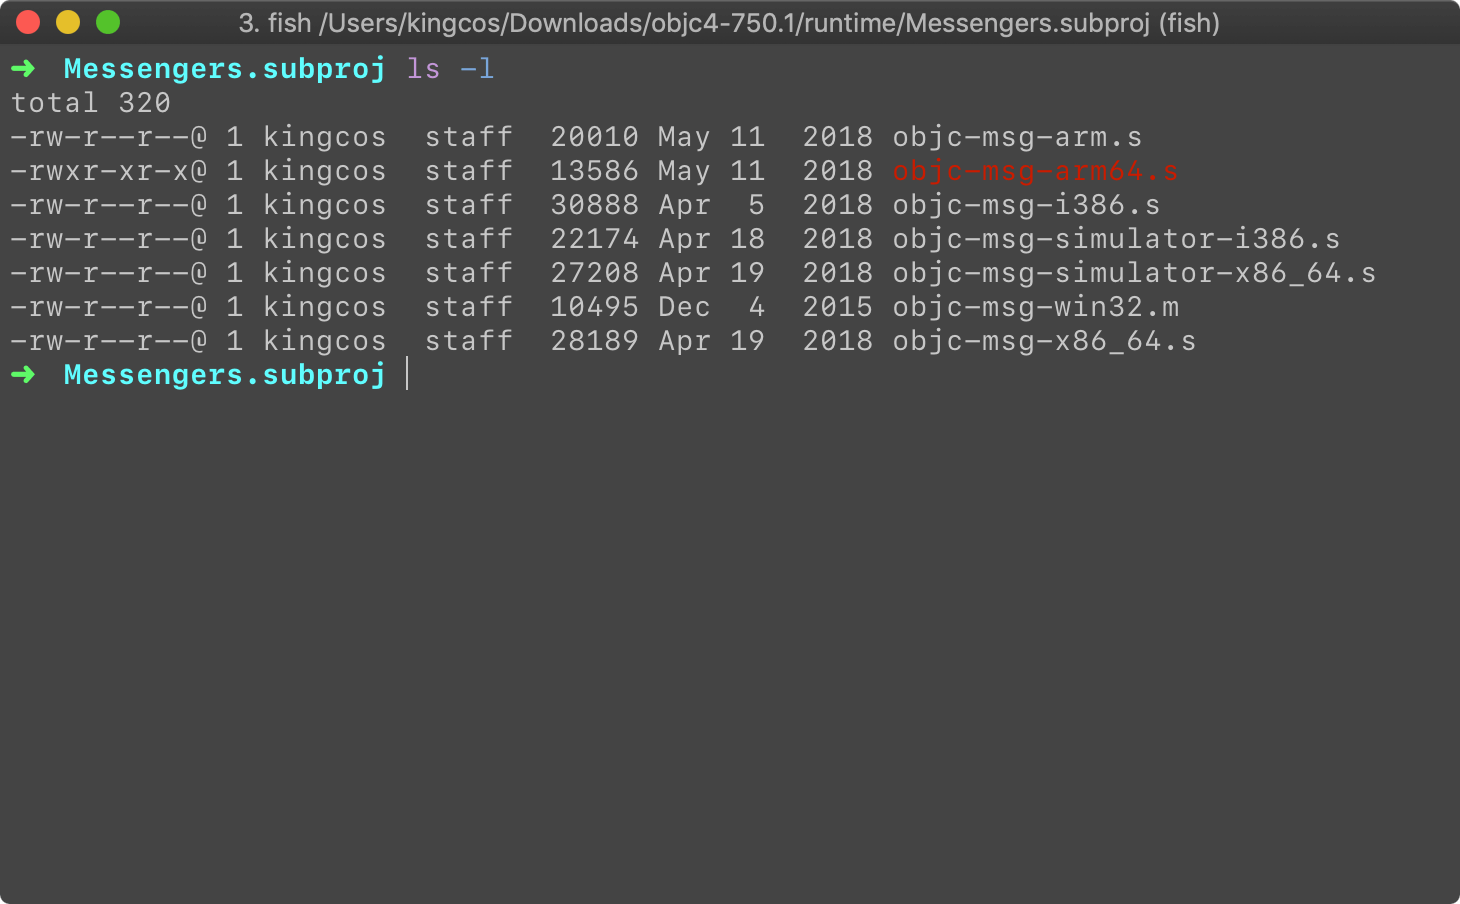 3. fish /Users/kingcos/Downloads/objc4-750.1/runtime/Messengers.subproj (fish)
➜  Messengers.subproj ls -l
total 320
-rw-r--r--@ 1 kingcos  staff  20010 May 11  2018 objc-msg-arm.s
-rwxr-xr-x@ 1 kingcos  staff  13586 May 11  2018 objc-msg-arm64.s
-rw-r--r--@ 1 kingcos  staff  30888 Apr  5  2018 objc-msg-i386.s
-rw-r--r--@ 1 kingcos  staff  22174 Apr 18  2018 objc-msg-simulator-i386.s
-rw-r--r--@ 1 kingcos  staff  27208 Apr 19  2018 objc-msg-simulator-x86_64.s
-rw-r--r--@ 1 kingcos  staff  10495 Dec  4  2015 objc-msg-win32.m
-rw-r--r--@ 1 kingcos  staff  28189 Apr 19  2018 objc-msg-x86_64.s
➜  Messengers.subproj